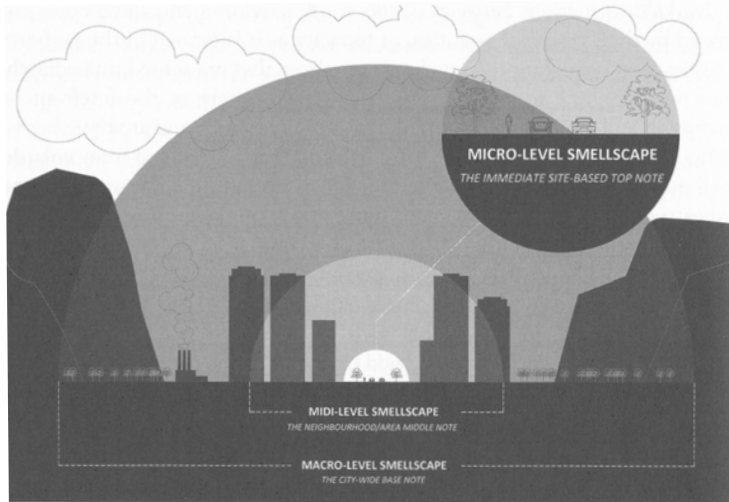 MICRO-LEVEL SMELLSCAPE
THE IMMEDIATE SITE-BASED TOP NOTE
MIDI-LEVEL SMELLSCAPE
THE NEIGHBOURHOOD/AREA MIDDLE NOTE
MACRO-LEVEL SMELLSCAPE
THE CITY-WIDE BASE NOTE